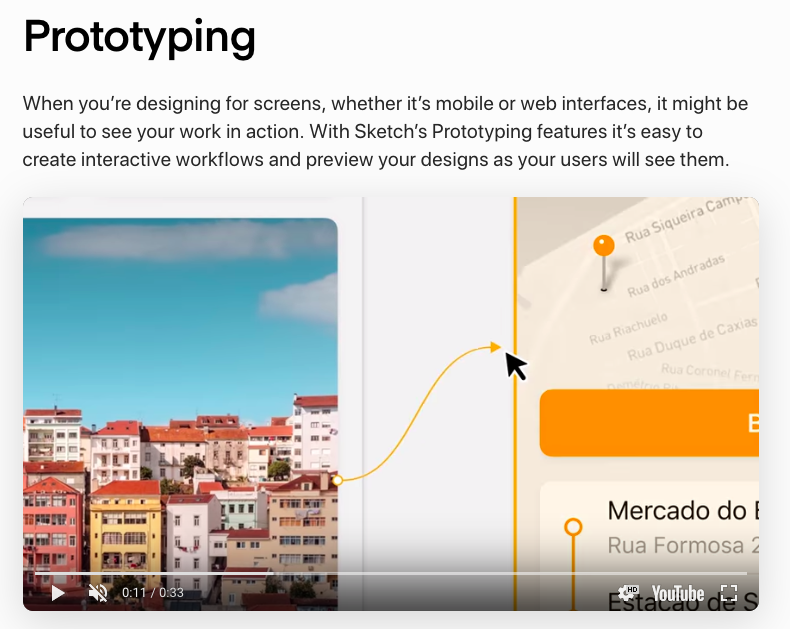 Prototyping
When you’re designing for screens, whether it’s mobile or web interfaces, it might be
useful to see your work in action. With Sketch’s Prototyping features it’s easy to
create interactive workflows and preview your designs as your users will see them.
Rua Siqueira Camp
Rua dos Andradas
Rua Riachuelo
Rua Duque de Caxias
Rua Coronel Fern
B
Mercado do
Rua Formosa 2
0:11 / 0:33
HD
YouTube
Estação de S